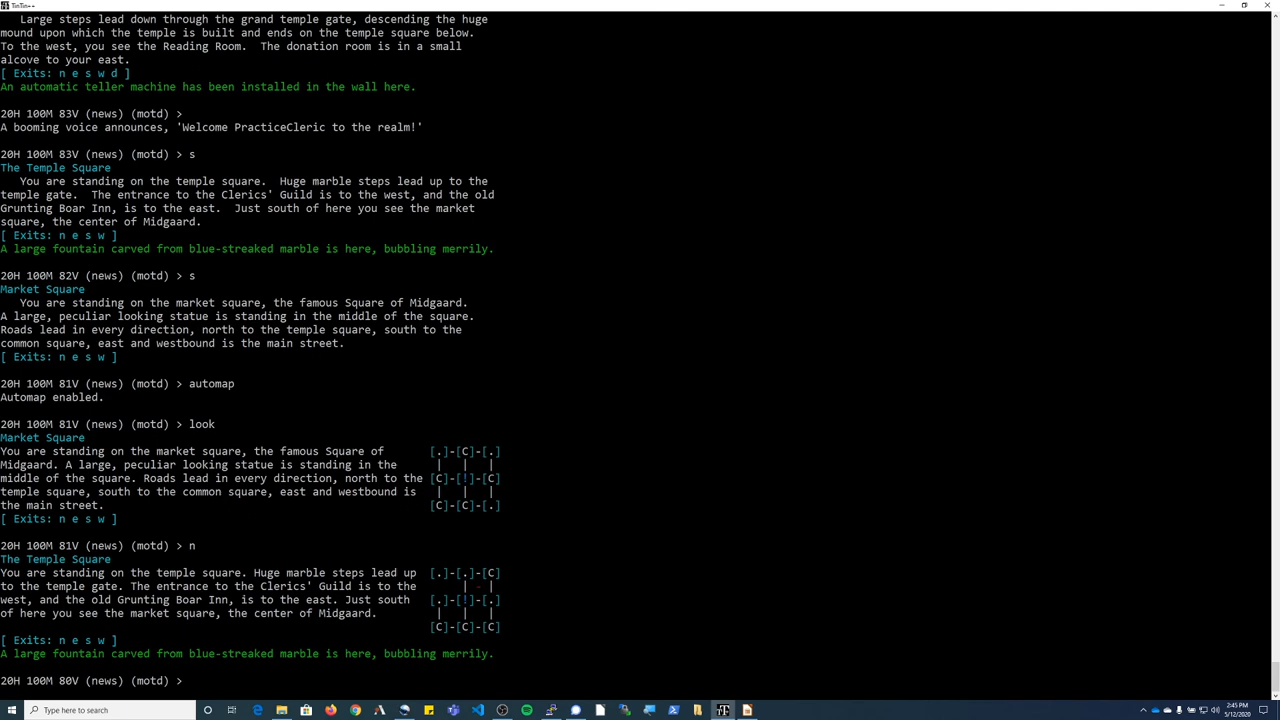 TinTin++
   Large steps lead down through the grand temple gate, descending the huge
mound upon which the temple is built and ends on the temple square below.
To the west, you see the Reading Room.  The donation room is in a small
alcove to your east.
[ Exits: n e s w d ]
An automatic teller machine has been installed in the wall here.
20H 100M 83V (news) (motd) >
A booming voice announces, 'Welcome PracticeCleric to the realm!'
20H 100M 83V (news) (motd) > s
The Temple Square
   You are standing on the temple square.  Huge marble steps lead up to the
temple gate.  The entrance to the Clerics' Guild is to the west, and the old
Grunting Boar Inn, is to the east.  Just south of here you see the market
square, the center of Midgaard.
[ Exits: n e s w ]
A large fountain carved from blue-streaked marble is here, bubbling merrily.
20H 100M 82V (news) (motd) > s
Market Square
   You are standing on the market square, the famous Square of Midgaard.
A large, peculiar looking statue is standing in the middle of the square.
Roads lead in every direction, north to the temple square, south to the
common square, east and westbound is the main street.
[ Exits: n e s w ]
20H 100M 81V (news) (motd) > automap
Automap enabled.
20H 100M 81V (news) (motd) > look
Market Square
You are standing on the market square, the famous Square of       [.]-[C]-[.]
Midgaard. A large, peculiar looking statue is standing in the      |   |   |
middle of the square. Roads lead in every direction, north to the [C]-[!]-[C]
temple square, south to the common square, east and westbound is   |   |   |
the main street.                                                  [C]-[C]-[.]
[ Exits: n e s w ]
20H 100M 81V (news) (motd) > n
The Temple Square
You are standing on the temple square. Huge marble steps lead up  [.]-[.]-[C]
to the temple gate. The entrance to the Clerics' Guild is to the       |   |
west, and the old Grunting Boar Inn, is to the east. Just south   [.]-[!]-[.]
of here you see the market square, the center of Midgaard.         |   |   |
                                                                  [C]-[C]-[C]
[ Exits: n e s w ]
A large fountain carved from blue-streaked marble is here, bubbling merrily.
20H 100M 80V (news) (motd) >
Type here to search
2:45 PM
5/12/2020